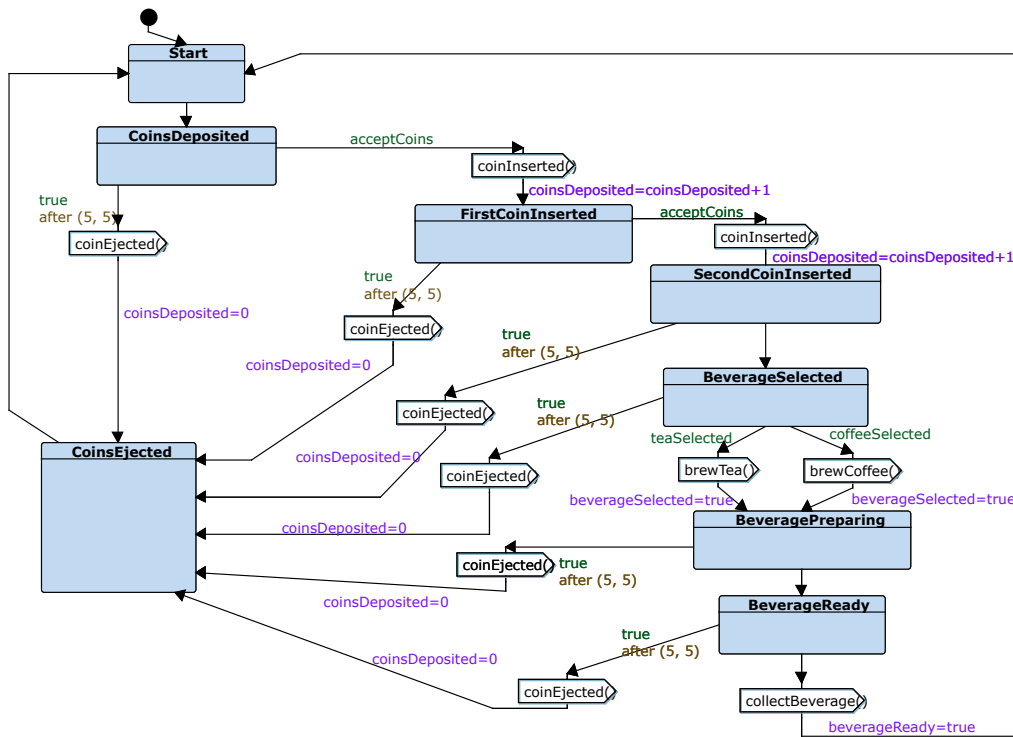 Start
CoinsDeposited
acceptCoins
coinInserted()
coinsDeposited=coinsDeposited+1
true
after (5, 5)
coinEjected()
coinsDeposited=0
FirstCoinInserted
acceptCoins
coinInserted()
coinsDeposited=coinsDeposited+1
true
after (5, 5)
coinEjected()
coinsDeposited=0
SecondCoinInserted
true
after (5, 5)
coinEjected()
coinsDeposited=0
BeverageSelected
true
after (5, 5)
coinEjected()
coinsDeposited=0
teaSelected
coffeeSelected
brewTea()
brewCoffee()
beverageSelected=true
beverageSelected=true
CoinsEjected
BeveragePreparing
coinEjected()
true
after (5, 5)
coinsDeposited=0
BeverageReady
true
after (5, 5)
coinsDeposited=0
coinEjected()
collectBeverage()
beverageReady=true